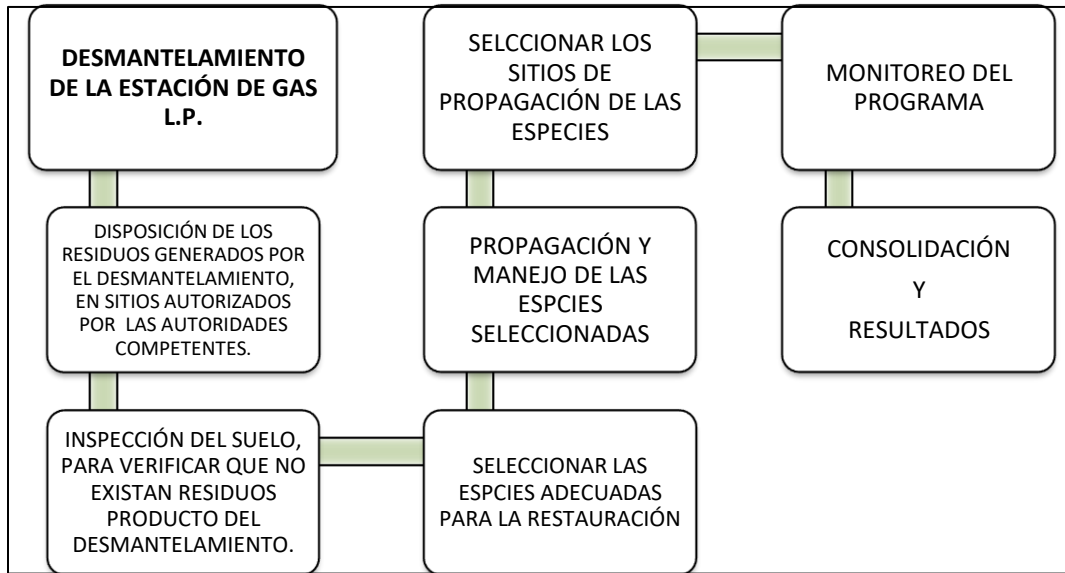 DESMANTELAMIENTO
DE LA ESTACIÓN DE GAS
L.P.
DISPOSICIÓN DE LOS
RESIDUOS GENERADOS POR
EL DESMANTELAMIENTO,
EN SITIOS AUTORIZADOS
POR LAS AUTORIDADES
COMPETENTES.
INSPECCIÓN DEL SUELO,
PARA VERIFICAR QUE NO
EXISTAN RESIDUOS
PRODUCTO DEL
DESMANTELAMIENTO.
SELECCIONAR LAS
ESPCIES ADECUADAS
PARA LA RESTAURACIÓN
PROPAGACIÓN Y
MANEJO DE LAS
ESPCIES
SELECCIONADAS
SELCCIONAR LOS
SITIOS DE
PROPAGACIÓN DE LAS
ESPECIES
MONITOREO DEL
PROGRAMA
CONSOLIDACIÓN
Y
RESULTADOS